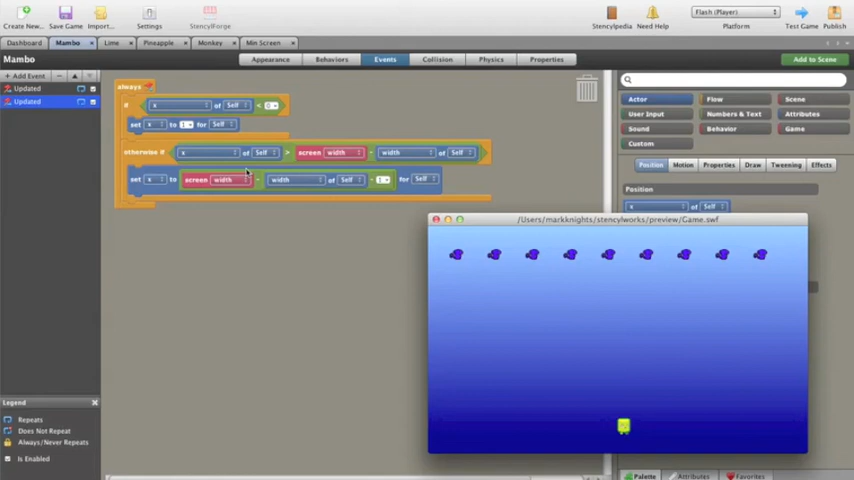 Create New... Save Game Import... Settings StencylForge Stencylpedia Need Help Flash (Player) Platform Test Game Publish
Dashboard Mambo × Lime × Pineapple × Monkey × Min Screen ×
Mambo Appearance Behaviors Events Collision Physics Properties Add to Scene
+ Add Event
Updated
Updated
always
if x of Self < 0
set x to 1 for Self
otherwise if x of Self > screen width - width of Self
set x to screen width - width of Self - 1 for Self
Actor Flow Scene
User Input Numbers & Text Attributes
Sound Behavior Game
Custom
Position Motion Properties Draw Tweening Effects
Position
x of Self
/Users/markknights/stencylworks/preview/Game.swf
Legend ×
Repeats
Does Not Repeat
Always/Never Repeats
Is Enabled
Palette Attributes Favorites